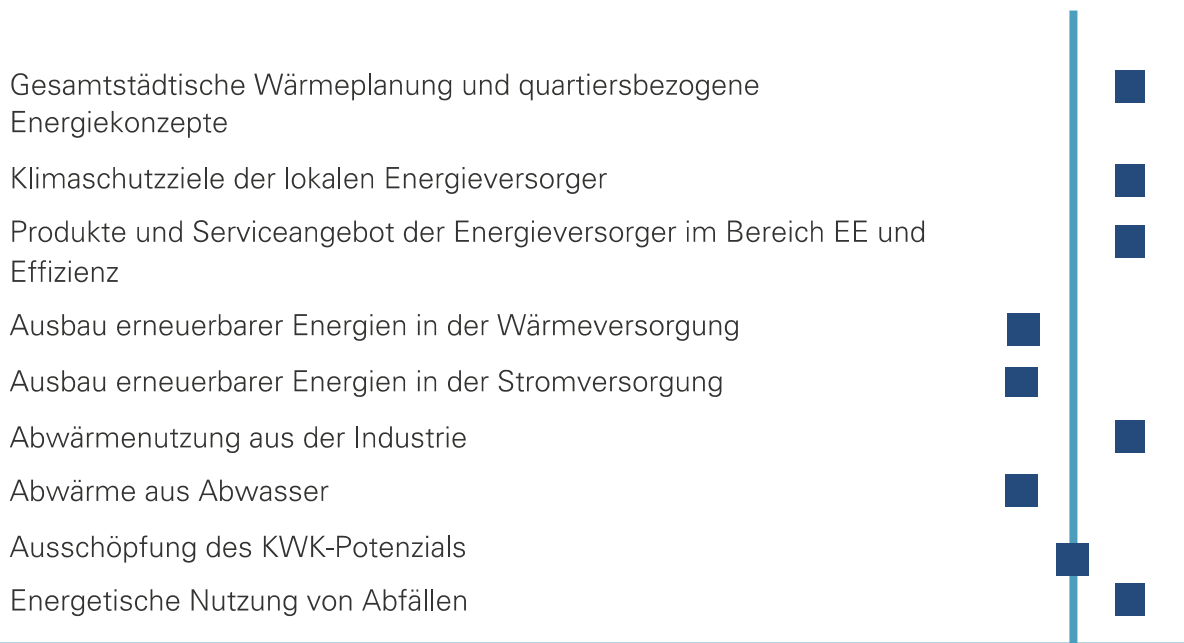 Gesamtstädtische Wärmeplanung und quartiersbezogene
Energiekonzepte
Klimaschutzziele der lokalen Energieversorger
Produkte und Serviceangebot der Energieversorger im Bereich EE und
Effizienz
Ausbau erneuerbarer Energien in der Wärmeversorgung
Ausbau erneuerbarer Energien in der Stromversorgung
Abwärmenutzung aus der Industrie
Abwärme aus Abwasser
Ausschöpfung des KWK-Potenzials
Energetische Nutzung von Abfällen